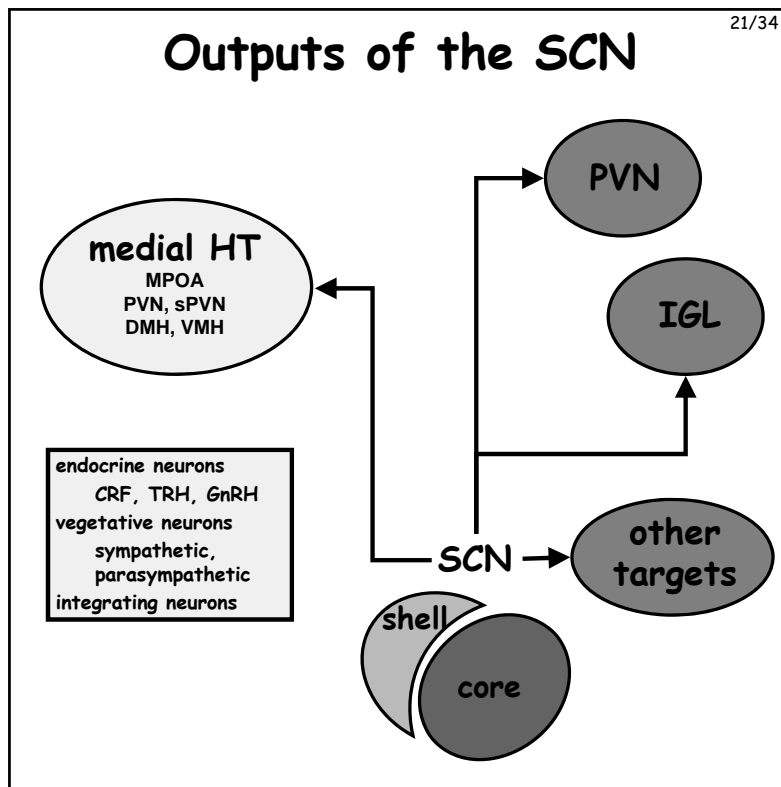 21/34
Outputs of the SCN
PVN
medial HT
MPOA
PVN, sPVN
DMH, VMH
IGL
endocrine neurons
CRF, TRH, GnRH
vegetative neurons
sympathetic,
parasympathetic
integrating neurons
SCN
other
targets
shell
core